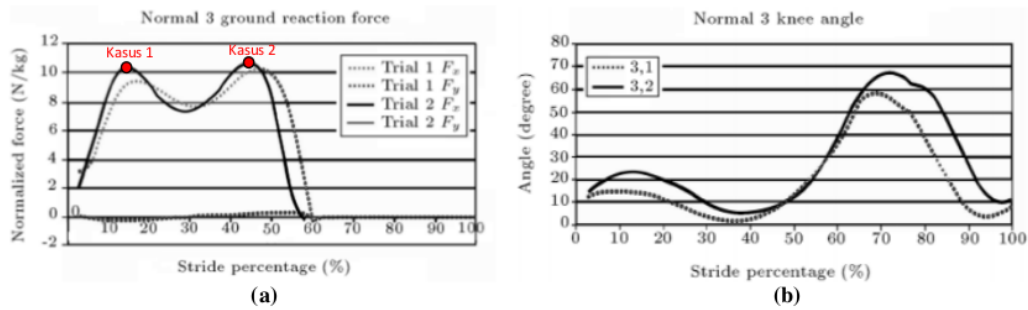 Normal 3 ground reaction force
Normalized force (N/kg)
12
10
8
6
4
2
0
-2
0
10
20
30
40
50
60
70
80
90
100
Kasus 1
Kasus 2
Trial 1 Fx
Trial 1 Fy
Trial 2 Fx
Trial 2 Fy
Stride percentage (%)
(a)
Normal 3 knee angle
Angle (degree)
80
70
60
50
40
30
20
10
0
0
10
20
30
40
50
60
70
80
90
100
3,1
3,2
Stride percentage (%)
(b)